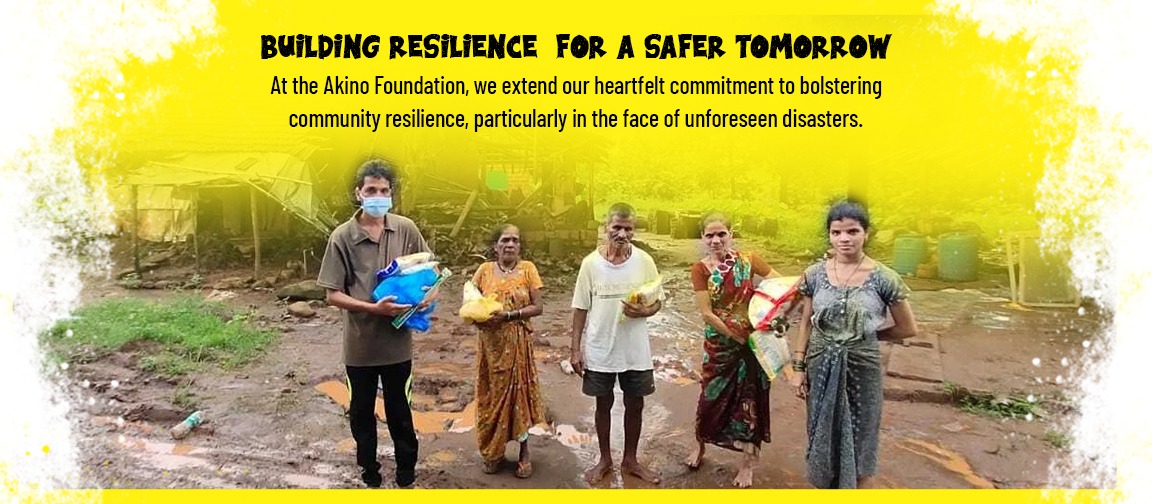 BUILDING RESILIENCE FOR A SAFER TOMORROW
At the Akino Foundation, we extend our heartfelt commitment to bolstering
community resilience, particularly in the face of unforeseen disasters.